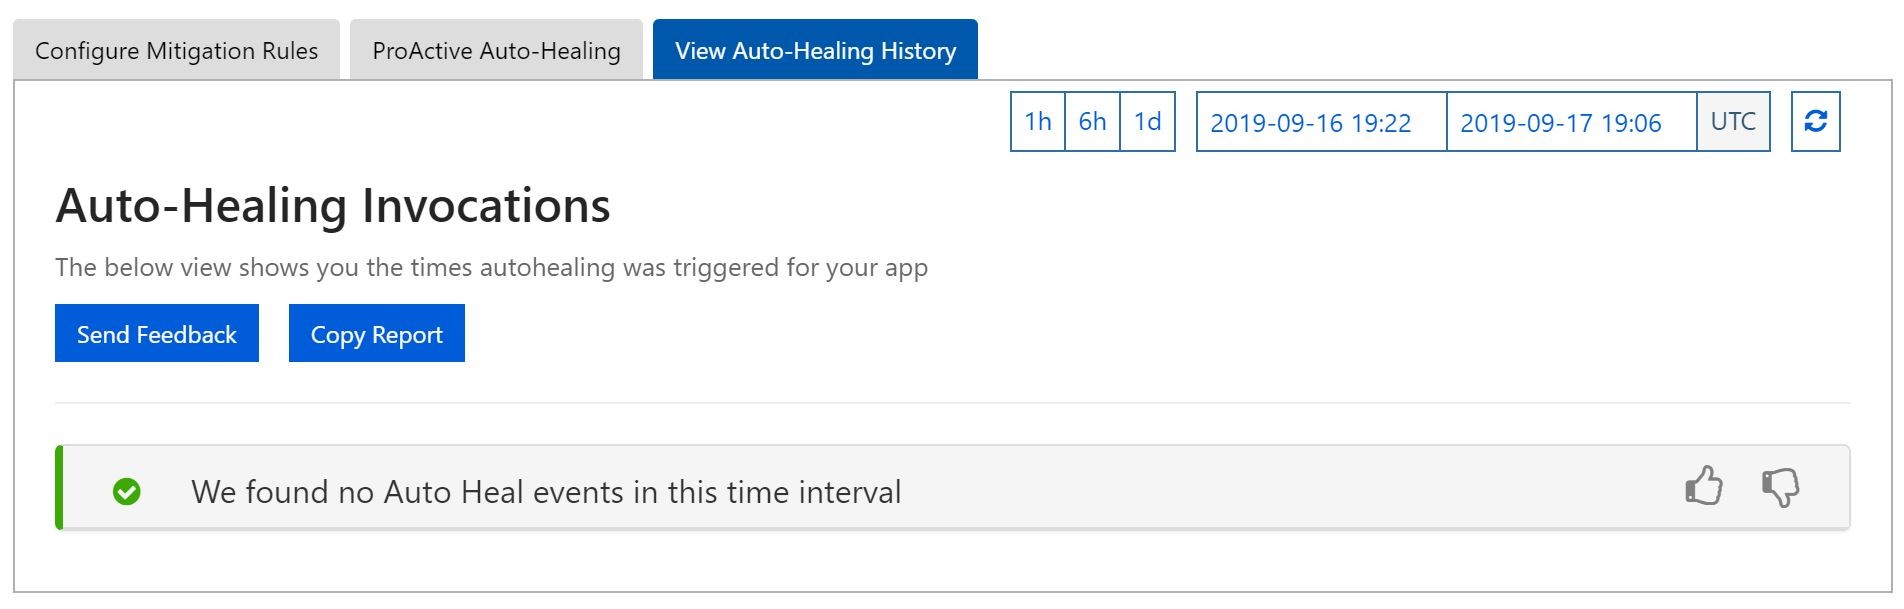 Configure Mitigation Rules ProActive Auto-Healing View Auto-Healing History
1h 6h 1d 2019-09-16 19:22 2019-09-17 19:06 UTC
Auto-Healing Invocations
The below view shows you the times autohealing was triggered for your app
Send Feedback Copy Report
We found no Auto Heal events in this time interval